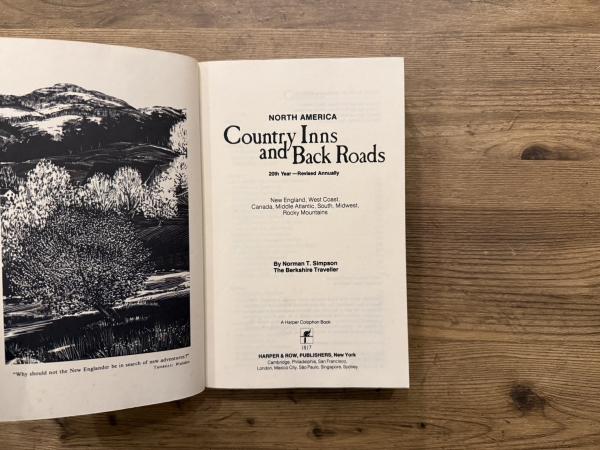 "Why should not the New Englander be in search of new adventures?"
Thoreau: Walden
NORTH AMERICA
Country Inns
and Back Roads
20th Year—Revised Annually
New England, West Coast,
Canada, Middle Atlantic, South, Midwest,
Rocky Mountains
By Norman T. Simpson
The Berkshire Traveller
A Harper Colophon Book
1817
HARPER & ROW, PUBLISHERS, New York
Cambridge, Philadelphia, San Francisco,
London, Mexico City, São Paulo, Singapore, Sydney